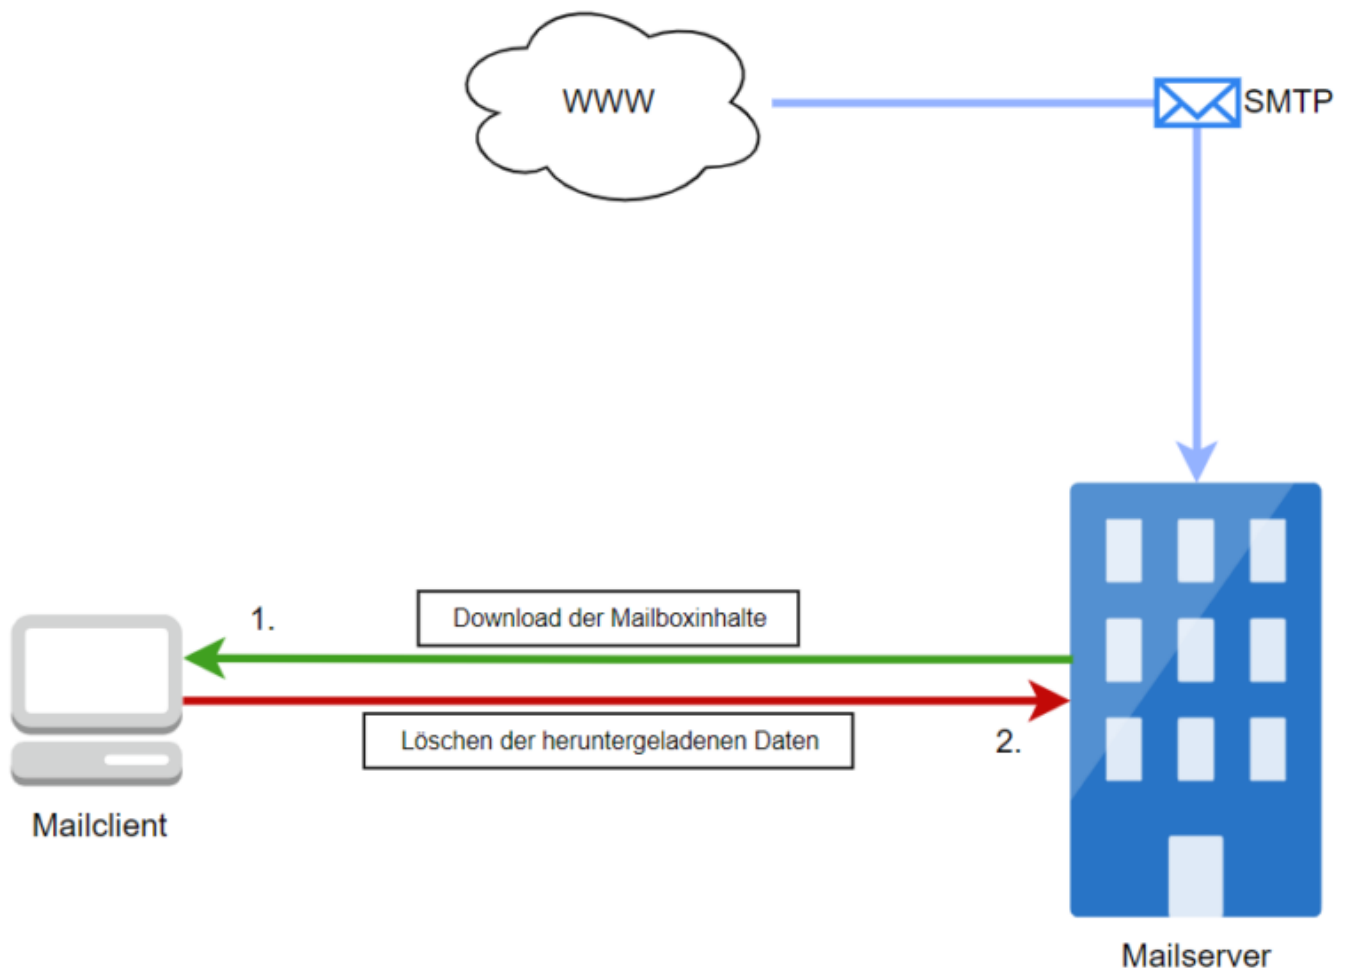 WWW
SMTP
1.
Download der Mailboxinhalte
Löschen der heruntergeladenen Daten
2.
Mailclient
Mailserver